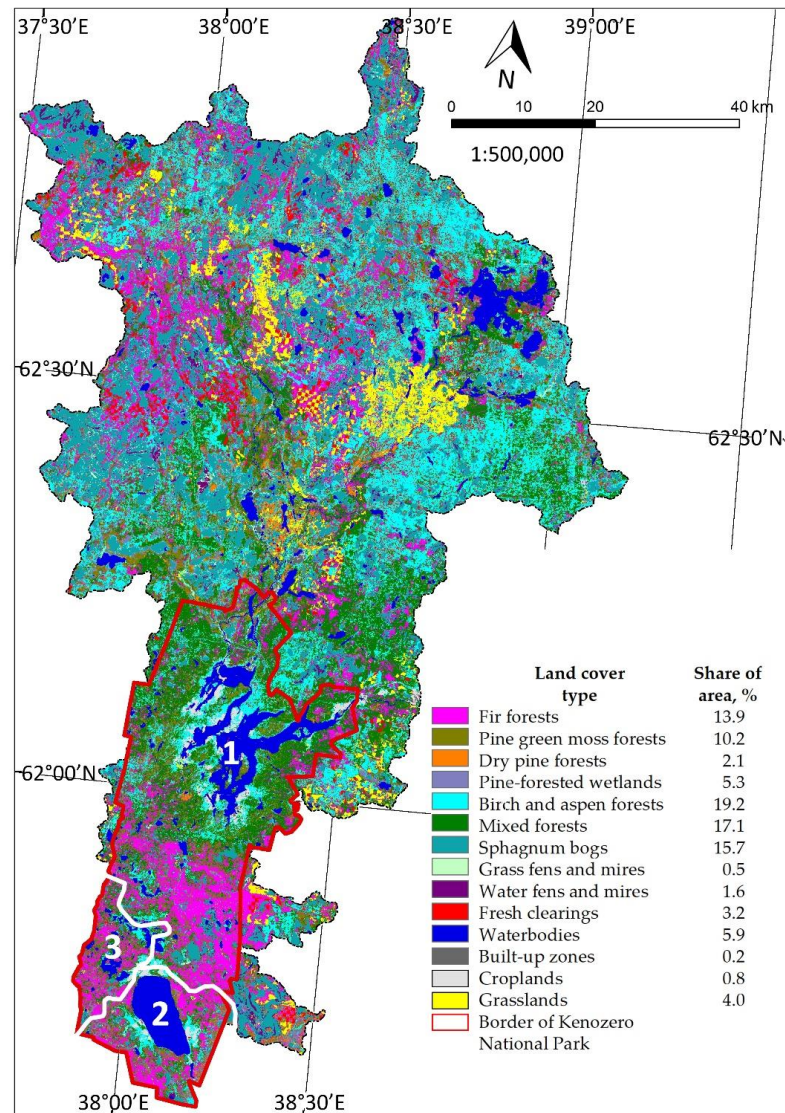 37°30'E 38°00'E 38°30'E 39°00'E
N
0 10 20 40 km
1:500,000
62°30'N
62°30'N
62°00'N
1
3
2
38°00'E 38°30'E
Land cover type Share of area, %
Fir forests 13.9
Pine green moss forests 10.2
Dry pine forests 2.1
Pine-forested wetlands 5.3
Birch and aspen forests 19.2
Mixed forests 17.1
Sphagnum bogs 15.7
Grass fens and mires 0.5
Water fens and mires 1.6
Fresh clearings 3.2
Waterbodies 5.9
Built-up zones 0.2
Croplands 0.8
Grasslands 4.0
Border of Kenozero
National Park